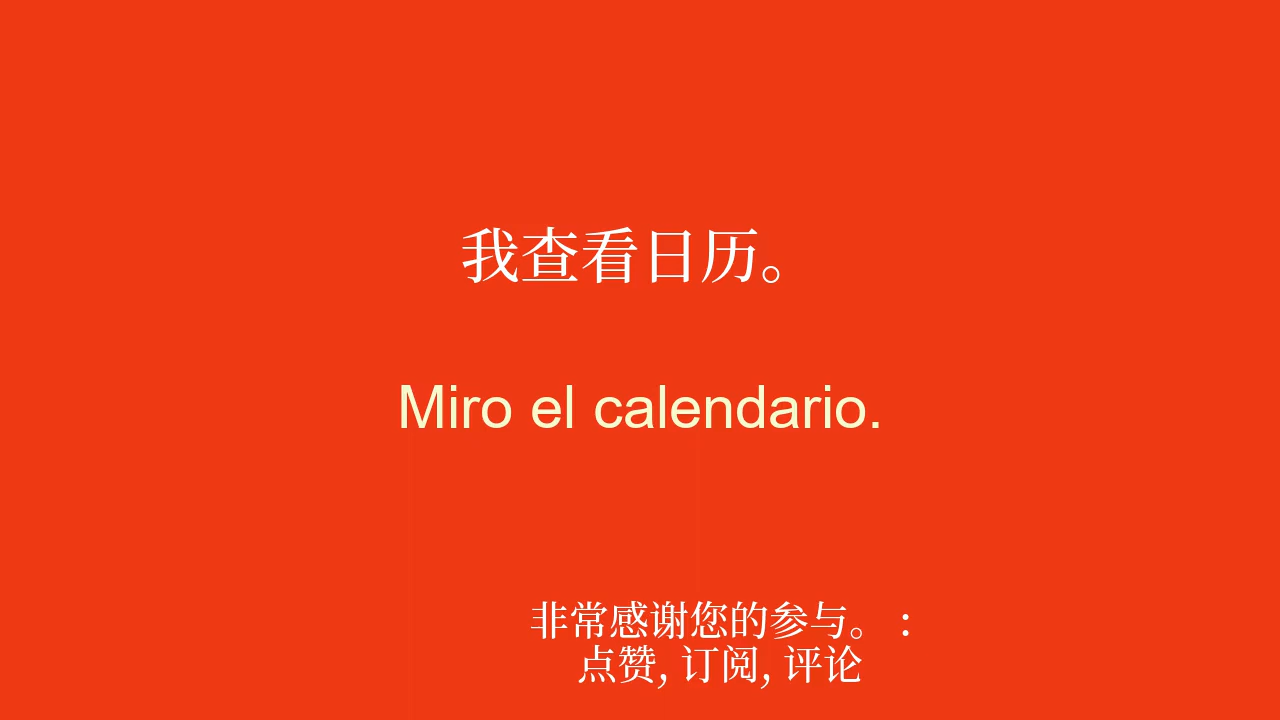 我查看日历。
Miro el calendario.
非常感谢您的参与。 :
点赞, 订阅, 评论